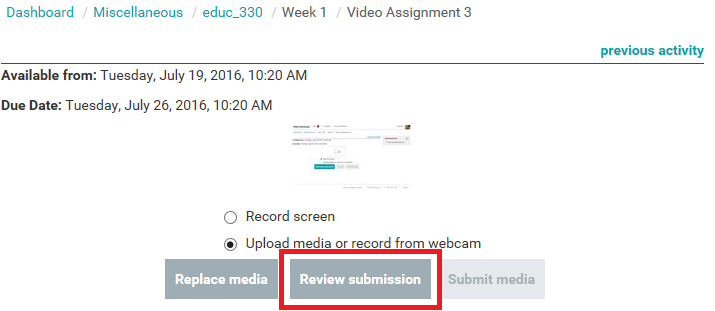 Dashboard / Miscellaneous / educ_330 / Week 1 / Video Assignment 3
previous activity
Available from: Tuesday, July 19, 2016, 10:20 AM
Due Date: Tuesday, July 26, 2016, 10:20 AM
Record screen
Upload media or record from webcam
Replace media Review submission Submit media